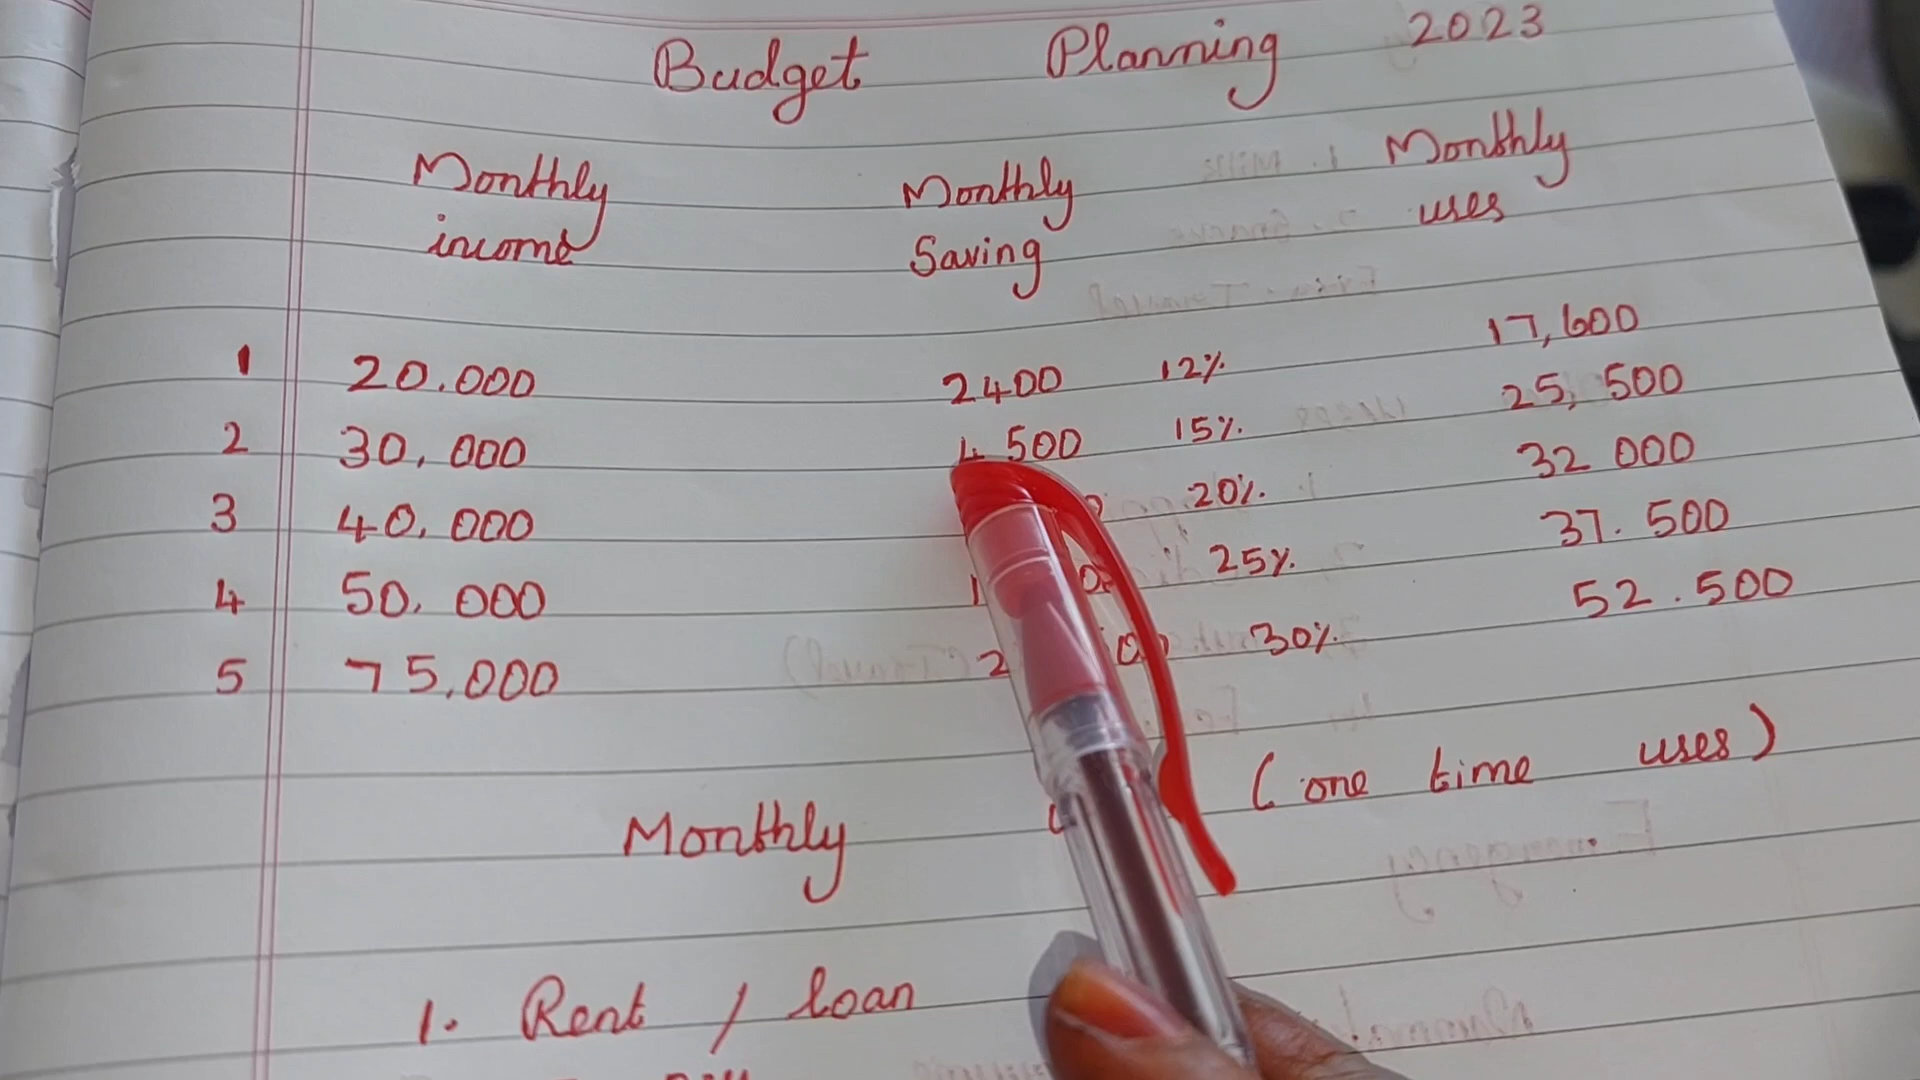 Budget Planning 2023
Monthly income Monthly Saving Monthly uses
1 20.000 2400 12% 17,600
2 30,000 4500 15% 25,500
3 40,000 20% 32 000
4 50,000 25% 37.500
5 75,000 30% 52.500
Monthly (one time uses)
1. Rent / loan